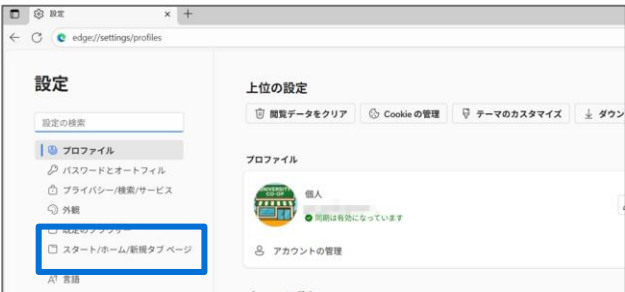 設定
edge://settings/profiles
設定
設定の検索
プロファイル
パスワードとオートフィル
プライバシー/検索/サービス
外観
スタート/ホーム/新規タブ ページ
言語
上位の設定
閲覧データをクリア
Cookie の管理
テーマのカスタマイズ
ダウン
プロファイル
UNIVERSITY
CO-OP
個人
同期は有効になっています
アカウントの管理